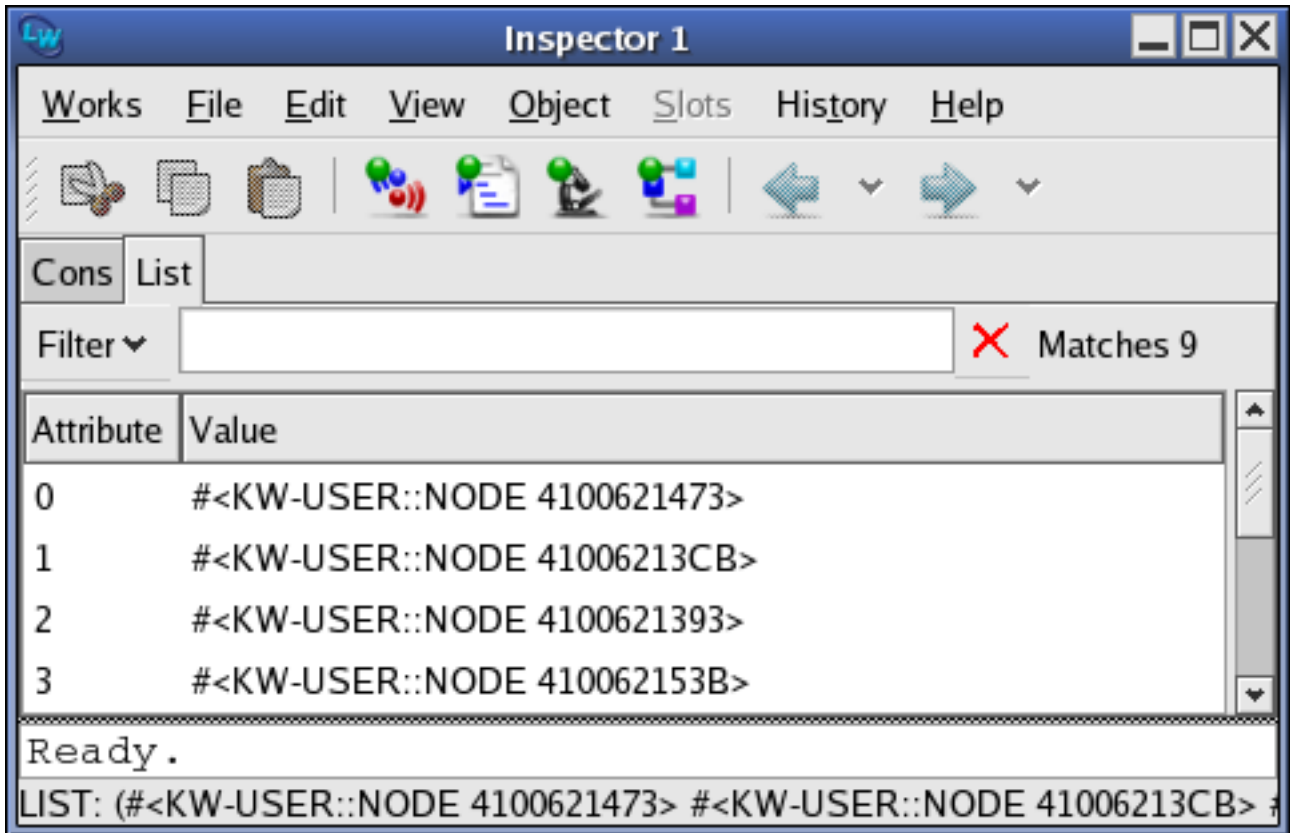 LW Inspector 1
Works File Edit View Object Slots History Help
Cons List
Filter Matches 9
Attribute Value
0 #<KW-USER::NODE 4100621473>
1 #<KW-USER::NODE 41006213CB>
2 #<KW-USER::NODE 4100621393>
3 #<KW-USER::NODE 410062153B>
Ready.
LIST: (#<KW-USER::NODE 4100621473> #<KW-USER::NODE 41006213CB> #